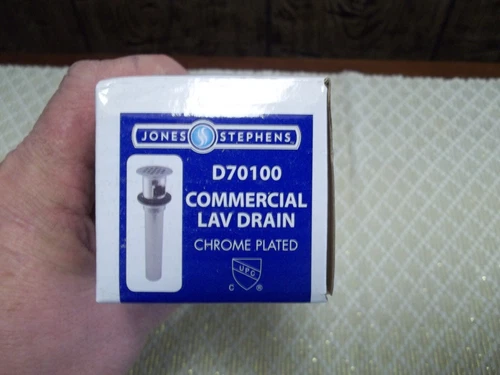 JONES STEPHENS
D70100
COMMERCIAL
LAV DRAIN
CHROME PLATED
UPC
C ®